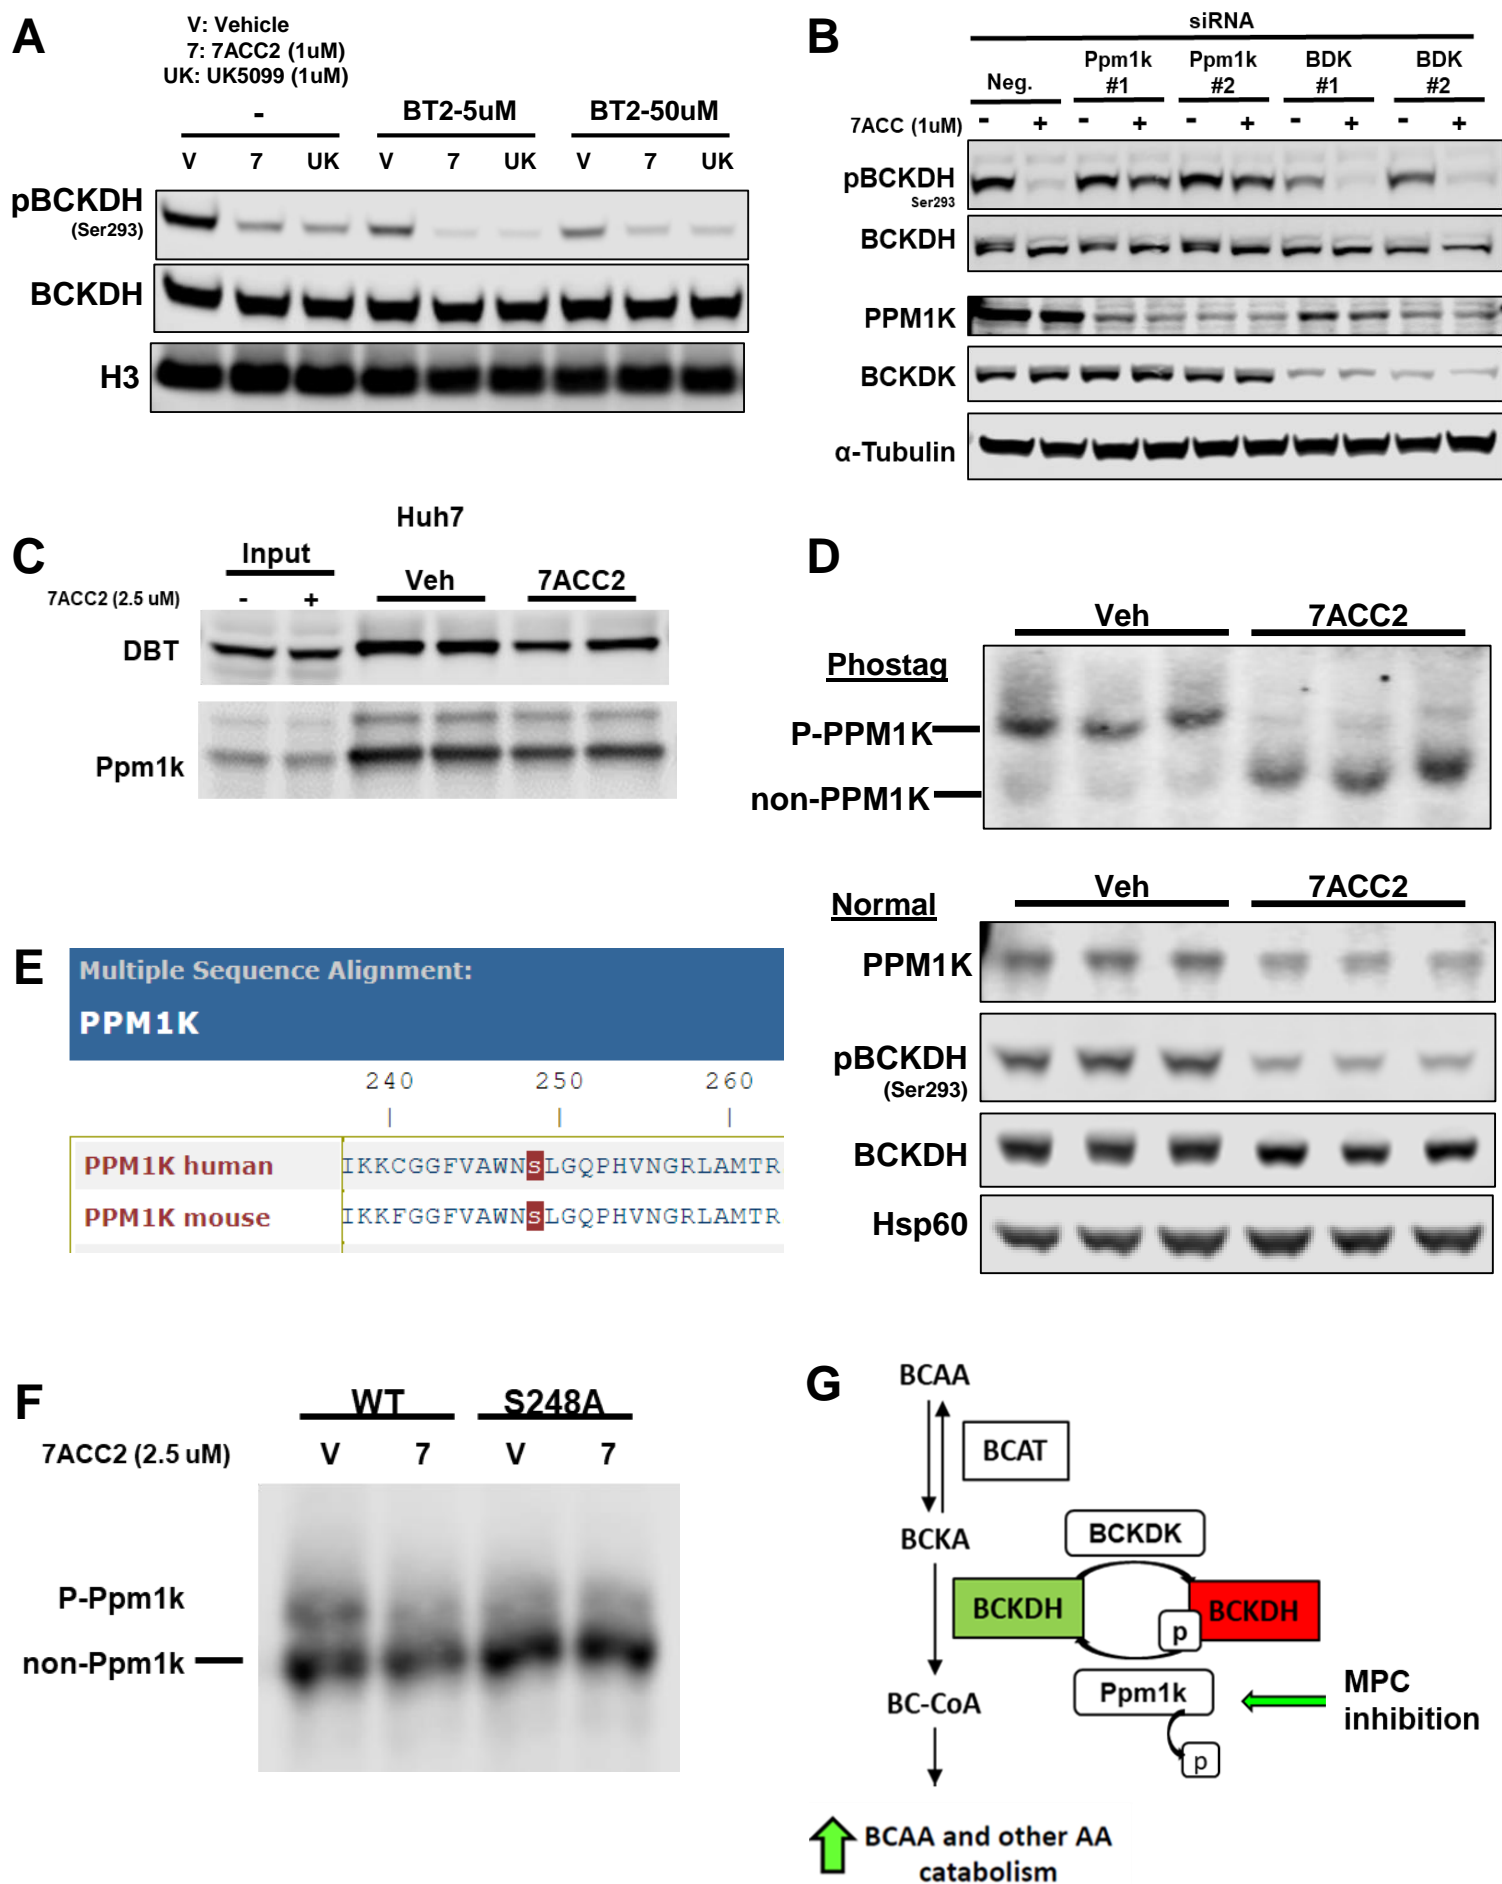 A
V: Vehicle
7: 7ACC2 (1uM)
UK: UK5099 (1uM)
- BT2-5uM BT2-50uM
V 7 UK V 7 UK V 7 UK
pBCKDH
(Ser293)
BCKDH
H3
B
siRNA
Neg. Ppm1k #1 Ppm1k #2 BDK #1 BDK #2
7ACC (1uM) - + - + - + - + - +
pBCKDH
Ser293
BCKDH
PPM1K
BCKDK
α-Tubulin
C
Huh7
Input Veh 7ACC2
7ACC2 (2.5 uM) - +
DBT
Ppm1k
D
Veh 7ACC2
Phostag
P-PPM1K
non-PPM1K
Veh 7ACC2
Normal
PPM1K
pBCKDH
(Ser293)
BCKDH
Hsp60
E
Multiple Sequence Alignment:
PPM1K
240 250 260
PPM1K human IKKCGGFVAWNsLGQPHVNGRLAMTR
PPM1K mouse IKKFGGFVAWNsLGQPHVNGRLAMTR
F
WT S248A
7ACC2 (2.5 uM) V 7 V 7
P-Ppm1k
non-Ppm1k
G
BCAA
BCAT
BCKA
BCKDK
BCKDH
p
BCKDH
BC-CoA
Ppm1k
p
MPC
inhibition
BCAA and other AA
catabolism